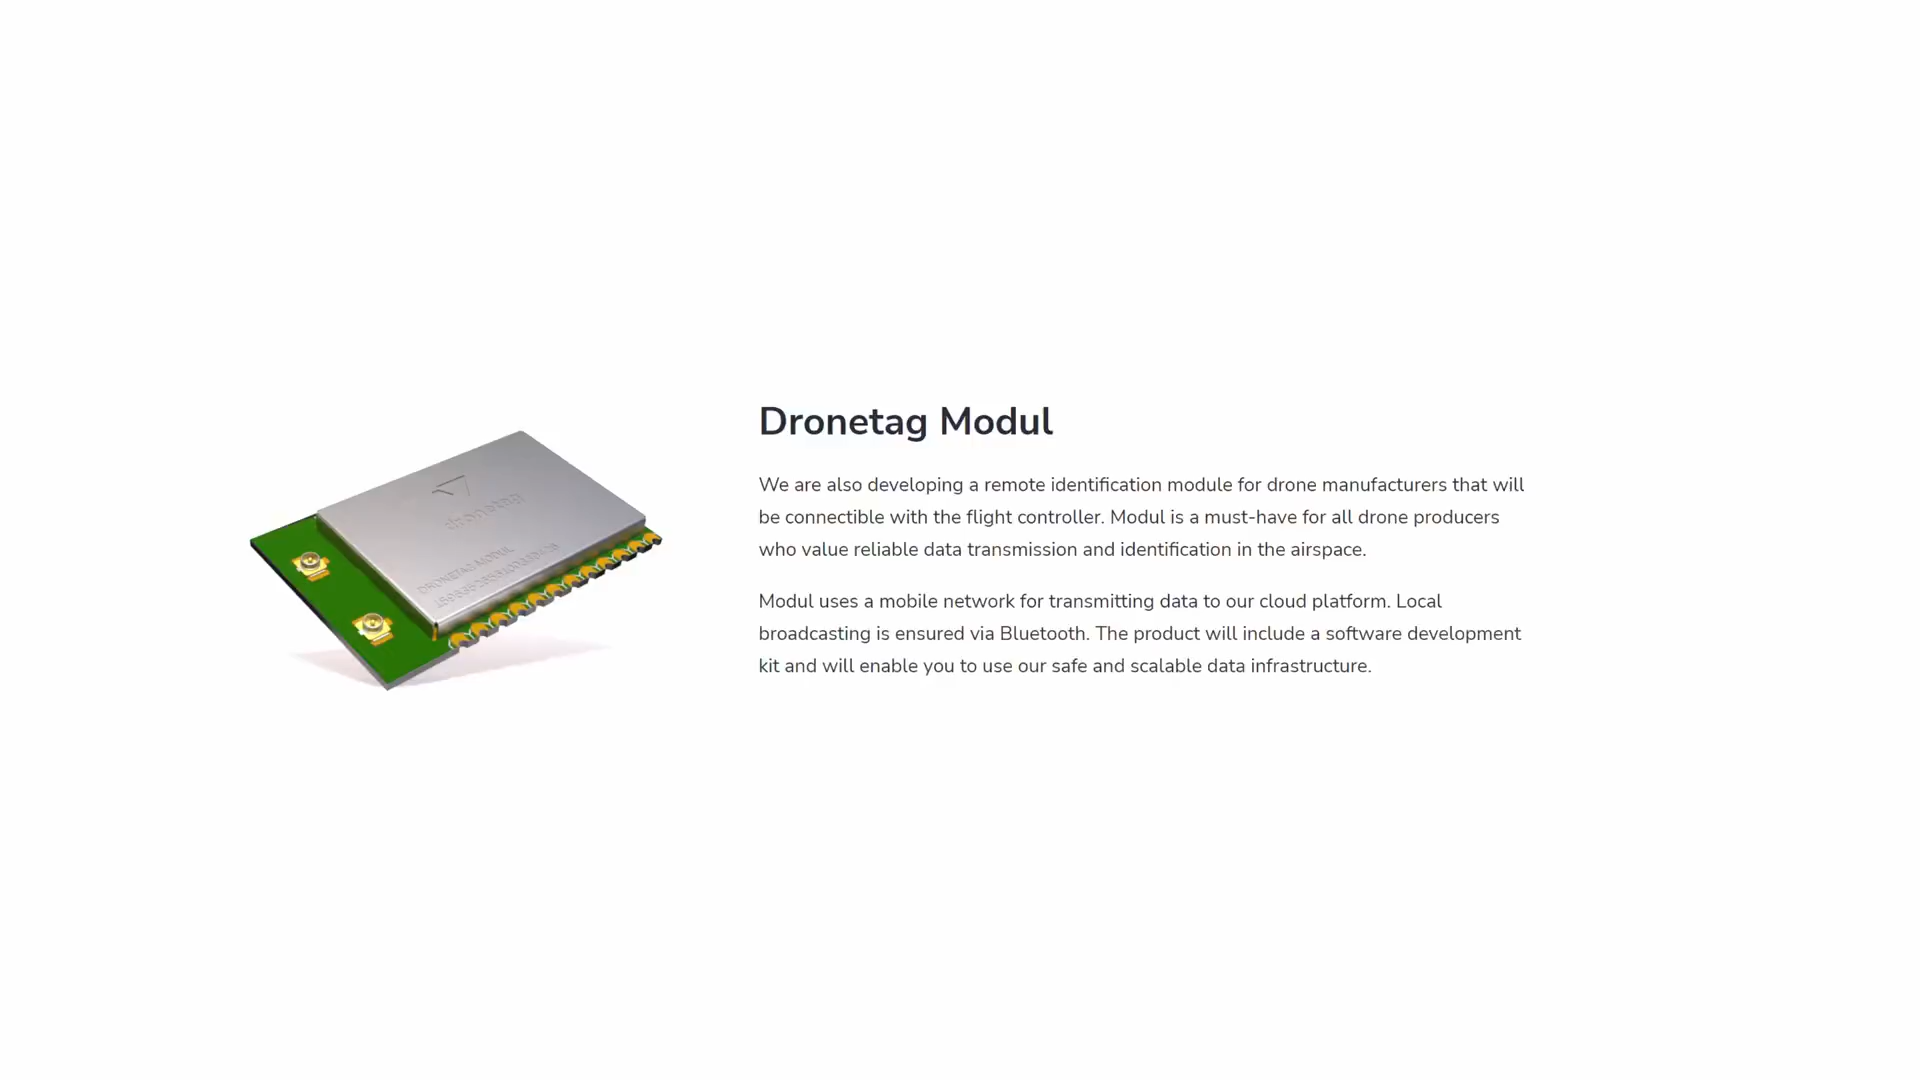 Dronetag Modul
We are also developing a remote identification module for drone manufacturers that will
be connectible with the flight controller. Modul is a must-have for all drone producers
who value reliable data transmission and identification in the airspace.
Modul uses a mobile network for transmitting data to our cloud platform. Local
broadcasting is ensured via Bluetooth. The product will include a software development
kit and will enable you to use our safe and scalable data infrastructure.
dronetag
DRONETAG MODUL